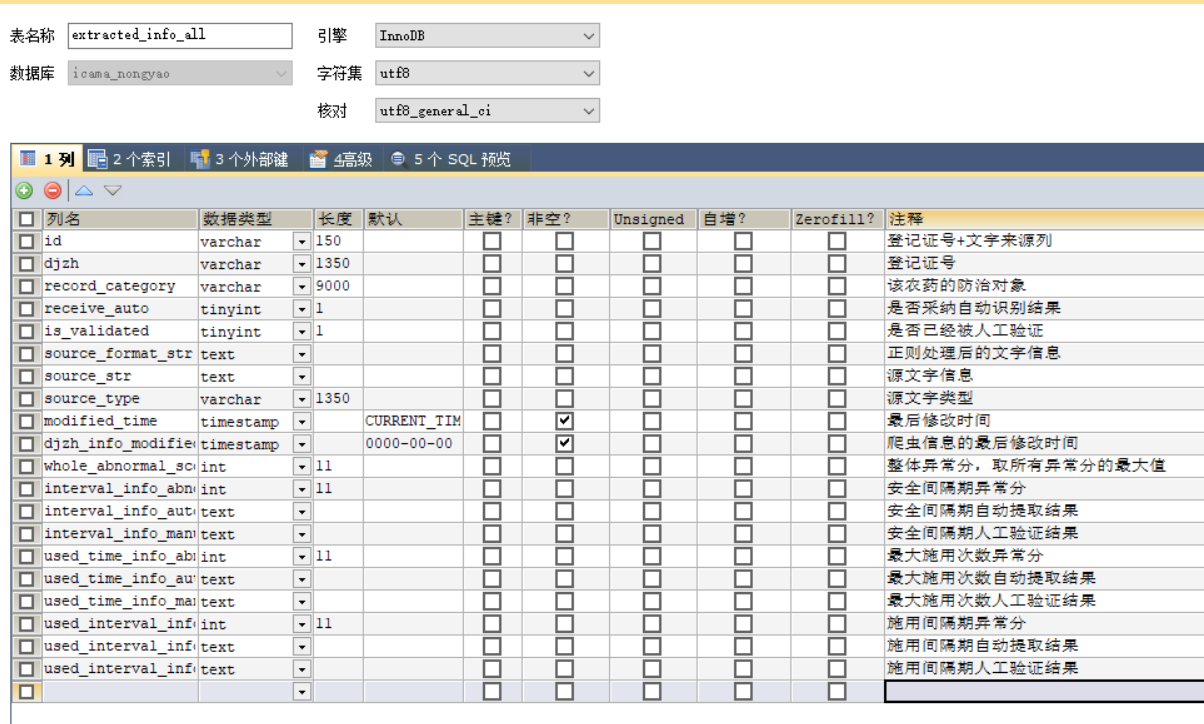 表名称 extracted_info_all 引擎 InnoDB
数据库 icama_nongyao 字符集 utf8
核对 utf8_general_ci
1 列 2 个索引 3 个外部键 4高级 5 个 SQL 预览
列名 数据类型 长度 默认 主键? 非空? Unsigned 自增? Zerofill? 注释
id varchar 150 登记证号+文字来源列
djzh varchar 1350 登记证号
record_category varchar 9000 该农药的防治对象
receive_auto tinyint 1 是否采纳自动识别结果
is_validated tinyint 1 是否已经被人工验证
source_format_str text 正则处理后的文字信息
source_str text 源文字信息
source_type varchar 1350 源文字类型
modified_time timestamp CURRENT_TIM 最后修改时间
djzh_info_modified timestamp 0000-00-00 爬虫信息的最后修改时间
whole_abnormal_sc int 11 整体异常分，取所有异常分的最大值
interval_info_abn int 11 安全间隔期异常分
interval_info_aut text 安全间隔期自动提取结果
interval_info_man text 安全间隔期人工验证结果
used_time_info_ab int 11 最大施用次数异常分
used_time_info_au text 最大施用次数自动提取结果
used_time_info_ma text 最大施用次数人工验证结果
used_interval_inf int 11 施用间隔期异常分
used_interval_inf text 施用间隔期自动提取结果
used_interval_inf text 施用间隔期人工验证结果